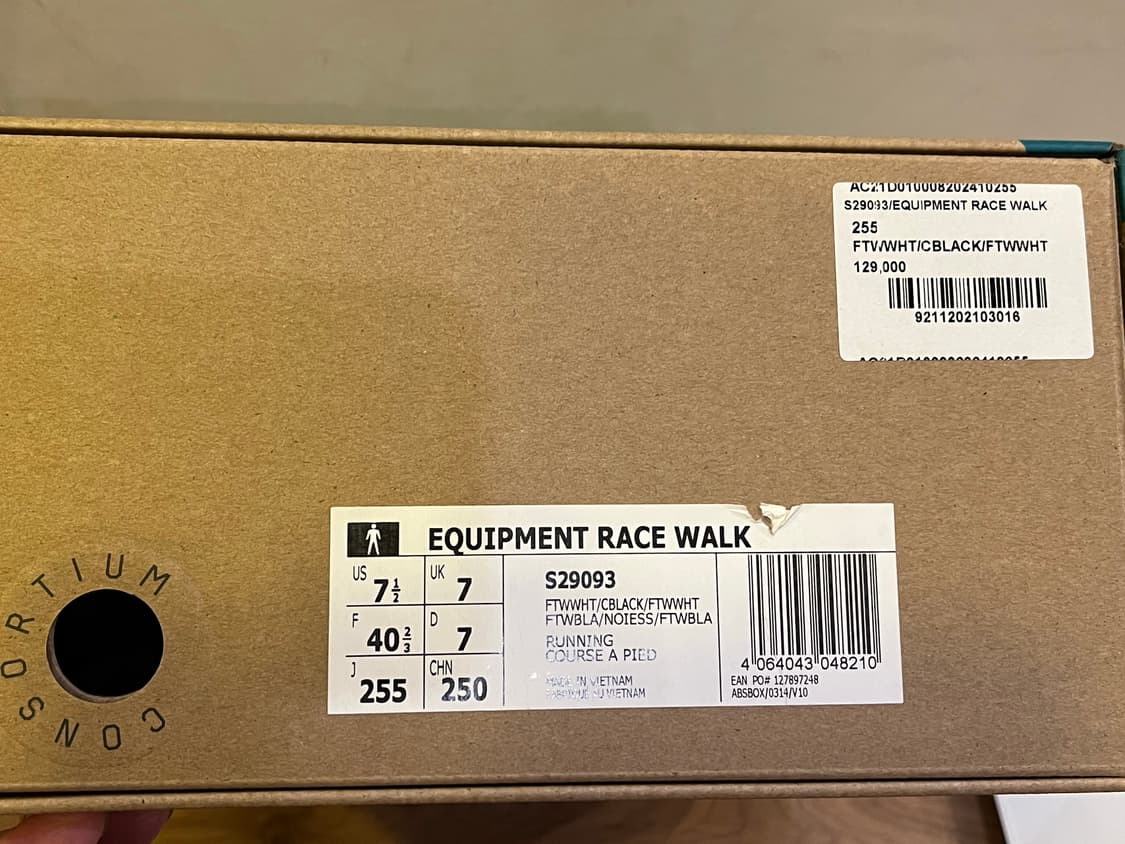 AC21D010008202410255
S29093/EQUIPMENT RACE WALK
255
FTWWHT/CBLACK/FTWWHT
129,000
9211202103016
EQUIPMENT RACE WALK
US 7½
UK 7
F 40⅔
D 7
J 255
CHN 250
S29093
FTWWHT/CBLACK/FTWWHT
FTWBLA/NOIESS/FTWBLA
RUNNING
COURSE A PIED
MADE IN VIETNAM
VIETNAM
4 064043 048210
EAN PO# 127897248
ABSBOX/0314/V10
CONSORTIUM